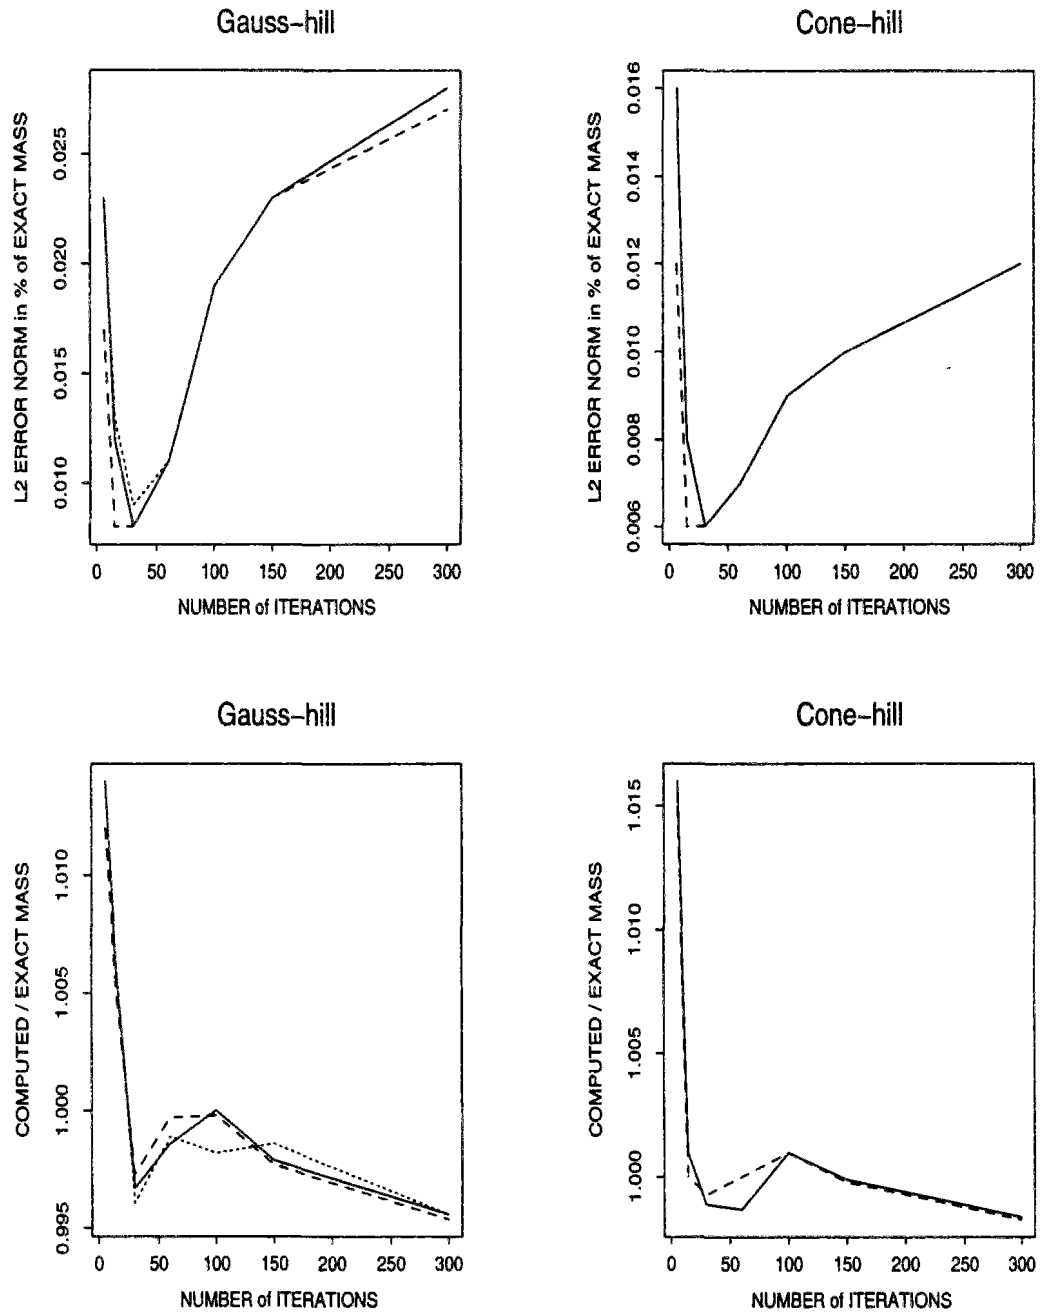 Gauss-hill
L2 ERROR NORM in % of EXACT MASS
0.010 0.015 0.020 0.025
0 50 100 150 200 250 300
NUMBER of ITERATIONS
Cone-hill
L2 ERROR NORM in % of EXACT MASS
0.006 0.008 0.010 0.012 0.014 0.016
0 50 100 150 200 250 300
NUMBER of ITERATIONS
Gauss-hill
COMPUTED / EXACT MASS
0.995 1.000 1.005 1.010
0 50 100 150 200 250 300
NUMBER of ITERATIONS
Cone-hill
COMPUTED / EXACT MASS
1.000 1.005 1.010 1.015
0 50 100 150 200 250 300
NUMBER of ITERATIONS